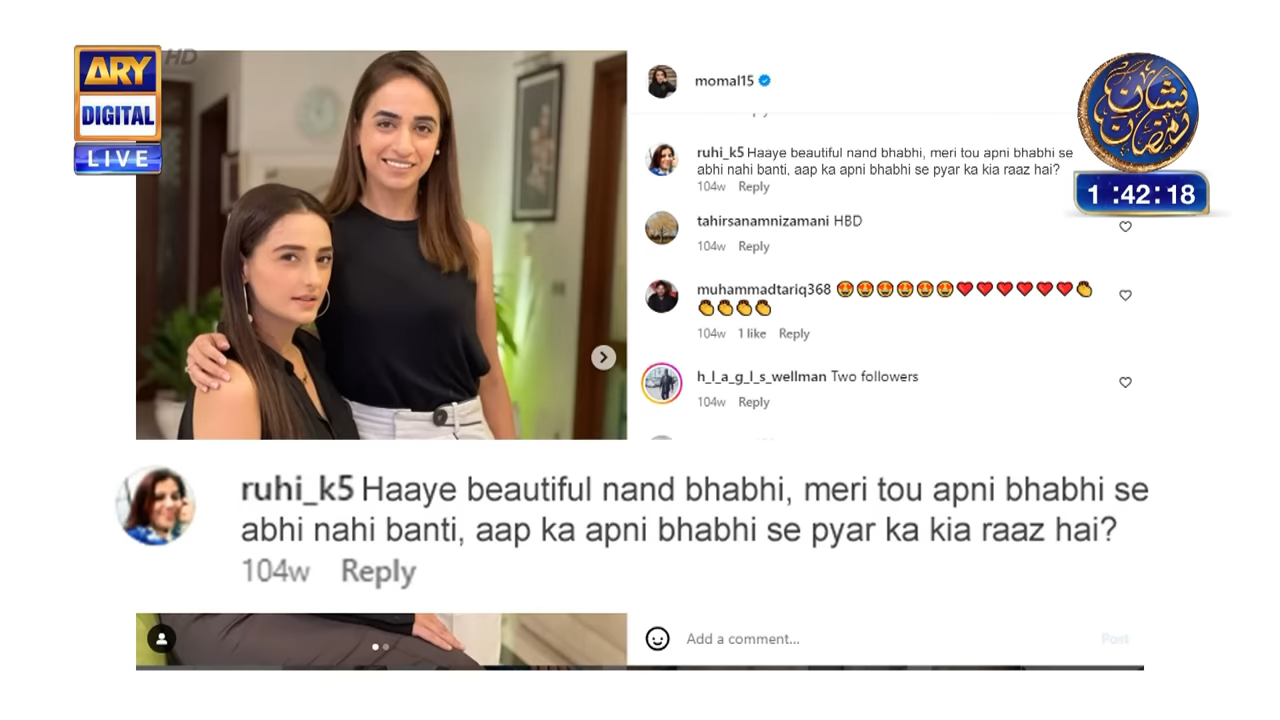 ARY
DIGITAL
LIVE
HD
momal15
ruhi_k5 Haaye beautiful nand bhabhi, meri tou apni bhabhi se
abhi nahi banti, aap ka apni bhabhi se pyar ka kia raaz hai?
104w Reply
شان رمضان
1:42:18
tahirsanamnizamani HBD
104w Reply
muhammadtariq368 😍😍😍😍😍❤️❤️❤️❤️❤️❤️👏
👏👏👏👏
104w 1 like Reply
h_l_a_g_l_s_wellman Two followers
104w Reply
ruhi_k5 Haaye beautiful nand bhabhi, meri tou apni bhabhi se
abhi nahi banti, aap ka apni bhabhi se pyar ka kia raaz hai?
104w Reply
Add a comment...
Post